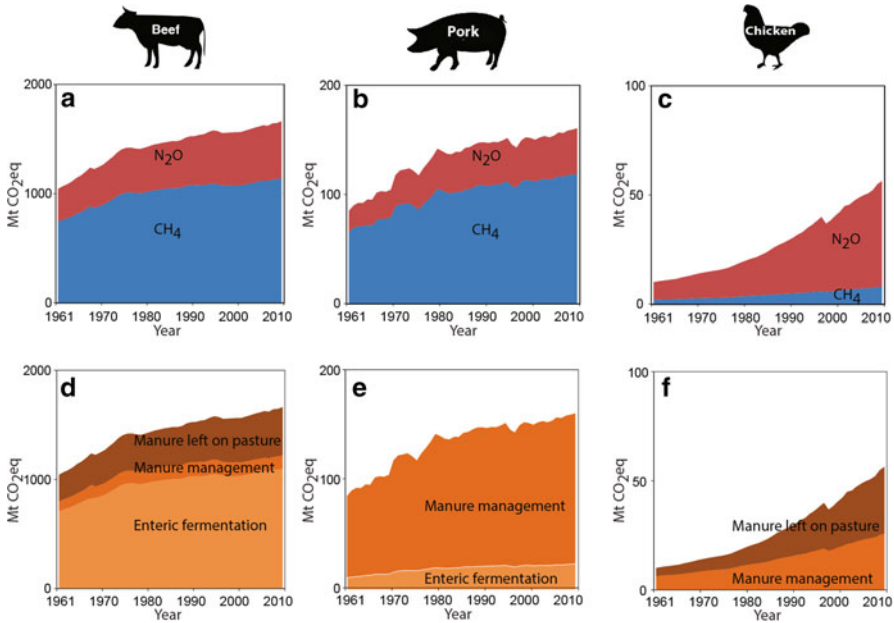 Beef
Pork
Chicken
a
2000
1000
0
Mt CO2eq
N2O
CH4
1961 1970 1980 1990 2000 2010
Year
b
200
100
0
Mt CO2eq
N2O
CH4
1961 1970 1980 1990 2000 2010
Year
c
100
50
0
Mt CO2eq
N2O
CH4
1961 1970 1980 1990 2000 2010
Year
d
2000
1000
0
Mt CO2eq
Manure left on pasture
Manure management
Enteric fermentation
1961 1970 1980 1990 2000 2010
Year
e
200
100
0
Mt CO2eq
Manure management
Enteric fermentation
1961 1970 1980 1990 2000 2010
Year
f
100
50
0
Mt CO2eq
Manure left on pasture
Manure management
1961 1970 1980 1990 2000 2010
Year